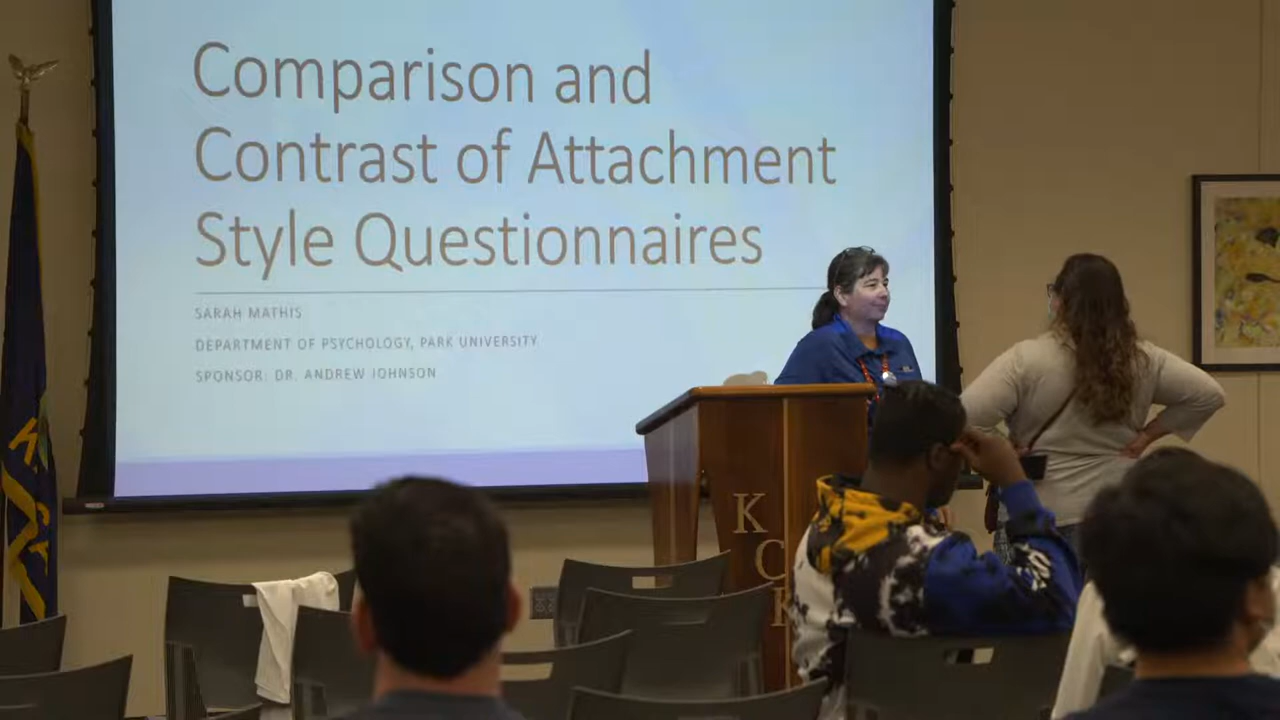 Comparison and
Contrast of Attachment
Style Questionnaires
SARAH MATHIS
DEPARTMENT OF PSYCHOLOGY, PARK UNIVERSITY
SPONSOR: DR. ANDREW JOHNSON
K
C
K